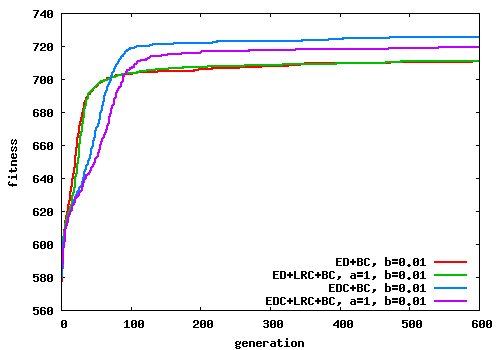 740
720
700
680
660
640
620
600
580
560
fitness
ED+BC, b=0.01
ED+LRC+BC, a=1, b=0.01
EDC+BC, b=0.01
EDC+LRC+BC, a=1, b=0.01
0 100 200 300 400 500 600
generation